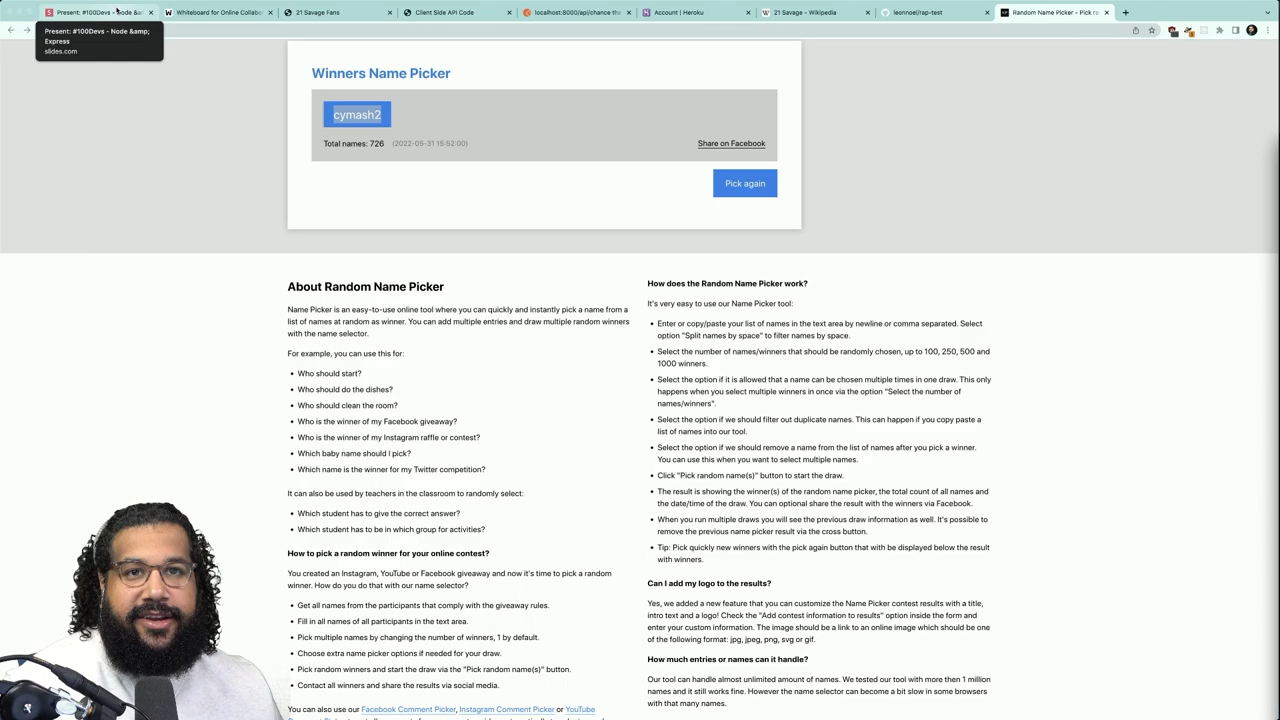 Present: #100Devs - Node &ar
Whiteboard for Online Collabo
21 Savage Fans
Client Side API Code
localhost:8000/api/chance the
Account | Heroku
21 Savage - Wikipedia
leonnoel/rap-test
Random Name Picker - Pick ra
Present: #100Devs - Node &amp;
Express
slides.com
Winners Name Picker
cymash2
Total names: 726 (2022-05-31 15:52:00)
Share on Facebook
Pick again
About Random Name Picker
Name Picker is an easy-to-use online tool where you can quickly and instantly pick a name from a
list of names at random as winner. You can add multiple entries and draw multiple random winners
with the name selector.
For example, you can use this for:
Who should start?
Who should do the dishes?
Who should clean the room?
Who is the winner of my Facebook giveaway?
Who is the winner of my Instagram raffle or contest?
Which baby name should I pick?
Which name is the winner for my Twitter competition?
It can also be used by teachers in the classroom to randomly select:
Which student has to give the correct answer?
Which student has to be in which group for activities?
How to pick a random winner for your online contest?
You created an Instagram, YouTube or Facebook giveaway and now it's time to pick a random
winner. How do you do that with our name selector?
Get all names from the participants that comply with the giveaway rules.
Fill in all names of all participants in the text area.
Pick multiple names by changing the number of winners, 1 by default.
Choose extra name picker options if needed for your draw.
Pick random winners and start the draw via the "Pick random name(s)" button.
Contact all winners and share the results via social media.
You can also use our Facebook Comment Picker, Instagram Comment Picker or YouTube
How does the Random Name Picker work?
It's very easy to use our Name Picker tool:
Enter or copy/paste your list of names in the text area by newline or comma separated. Select
option "Split names by space" to filter names by space.
Select the number of names/winners that should be randomly chosen, up to 100, 250, 500 and
1000 winners.
Select the option if it is allowed that a name can be chosen multiple times in one draw. This only
happens when you select multiple winners in once via the option "Select the number of
names/winners".
Select the option if we should filter out duplicate names. This can happen if you copy paste a
list of names into our tool.
Select the option if we should remove a name from the list of names after you pick a winner.
You can use this when you want to select multiple names.
Click "Pick random name(s)" button to start the draw.
The result is showing the winner(s) of the random name picker, the total count of all names and
the date/time of the draw. You can optional share the result with the winners via Facebook.
When you run multiple draws you will see the previous draw information as well. It's possible to
remove the previous name picker result via the cross button.
Tip: Pick quickly new winners with the pick again button that with be displayed below the result
with winners.
Can I add my logo to the results?
Yes, we added a new feature that you can customize the Name Picker contest results with a title,
intro text and a logo! Check the "Add contest information to results" option inside the form and
enter your custom information. The image should be a link to an online image which should be one
of the following format: jpg, jpeg, png, svg or gif.
How much entries or names can it handle?
Our tool can handle almost unlimited amount of names. We tested our tool with more then 1 million
names and it still works fine. However the name selector can become a bit slow in some browsers
with that many names.